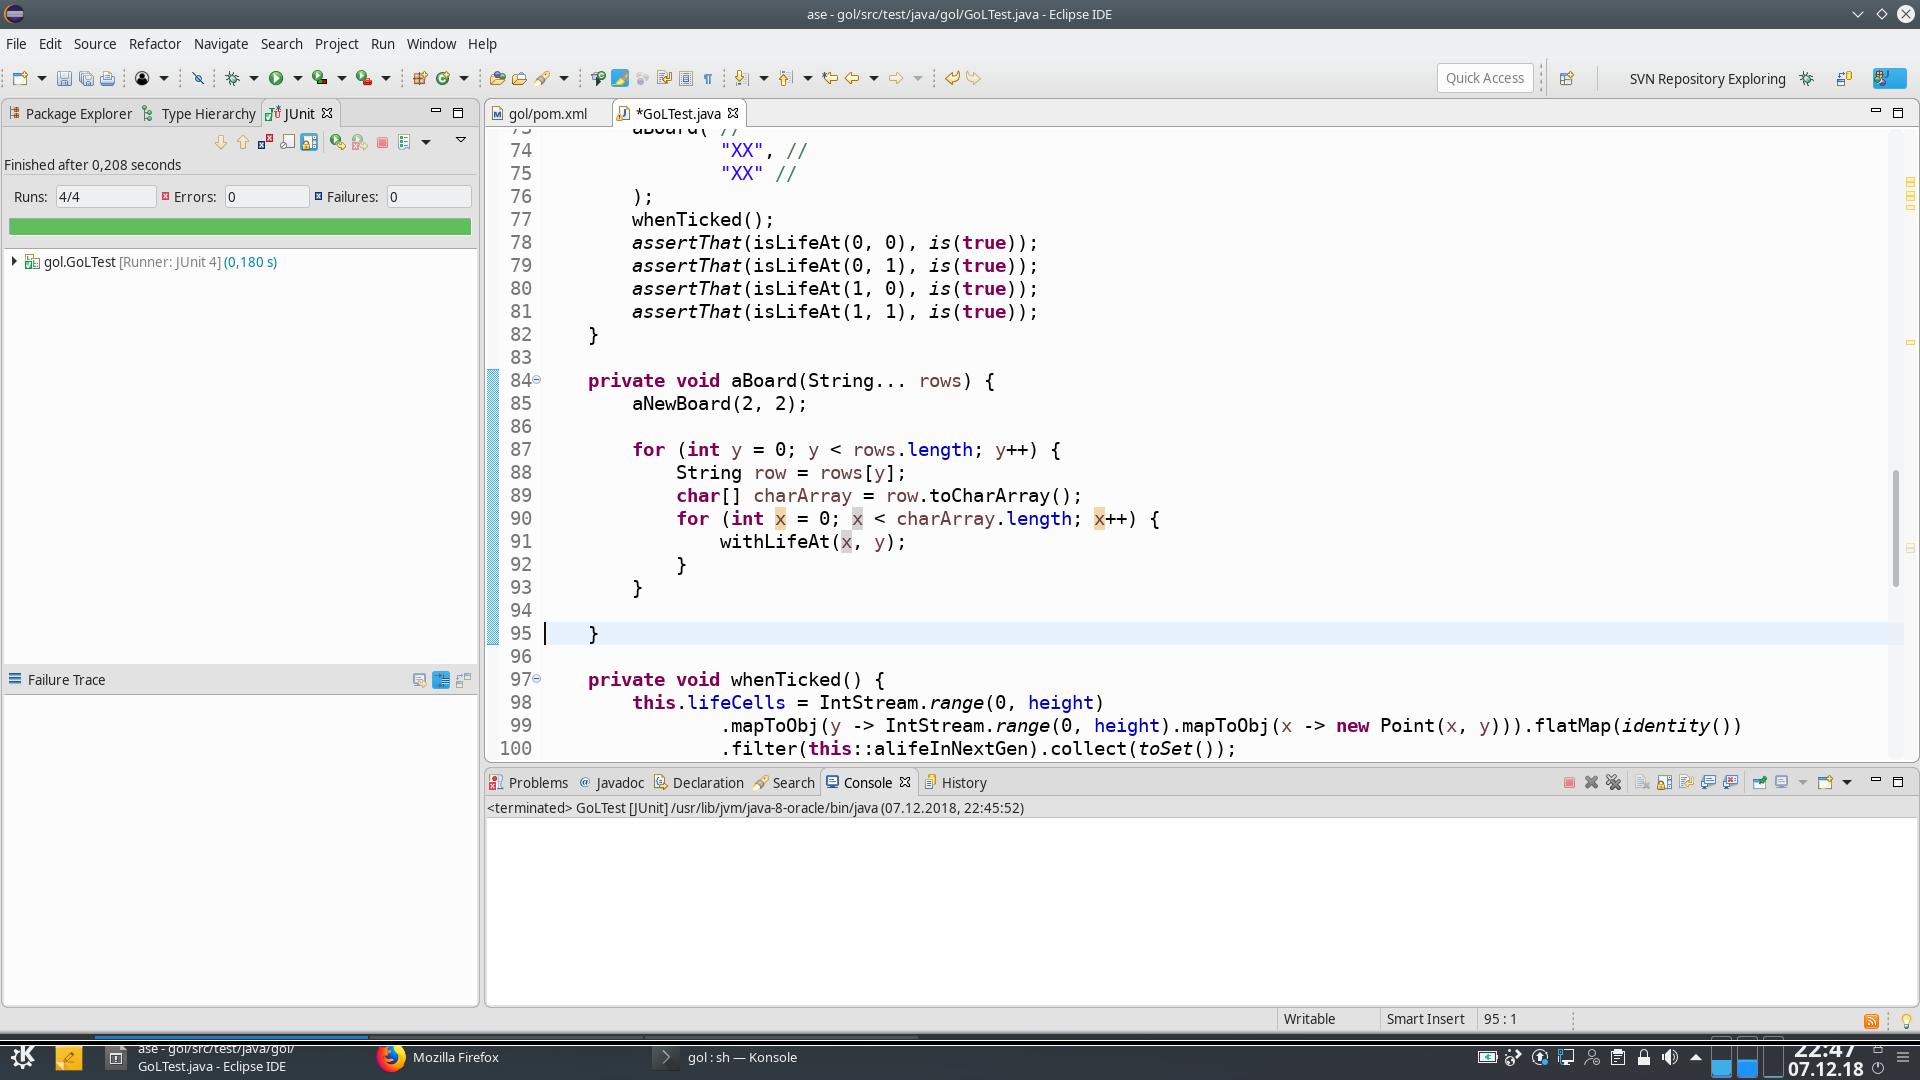 ase - gol/src/test/java/gol/GoLTest.java - Eclipse IDE
File Edit Source Refactor Navigate Search Project Run Window Help
Quick Access SVN Repository Exploring
Package Explorer Type Hierarchy JUnit
gol/pom.xml *GoLTest.java
Finished after 0,208 seconds
Runs: 4/4 Errors: 0 Failures: 0
gol.GoLTest [Runner: JUnit 4] (0,180 s)
Failure Trace
73 aBoard( //
74 "XX", //
75 "XX" //
76 );
77 whenTicked();
78 assertThat(isLifeAt(0, 0), is(true));
79 assertThat(isLifeAt(0, 1), is(true));
80 assertThat(isLifeAt(1, 0), is(true));
81 assertThat(isLifeAt(1, 1), is(true));
82 }
83
84 private void aBoard(String... rows) {
85 aNewBoard(2, 2);
86
87 for (int y = 0; y < rows.length; y++) {
88 String row = rows[y];
89 char[] charArray = row.toCharArray();
90 for (int x = 0; x < charArray.length; x++) {
91 withLifeAt(x, y);
92 }
93 }
94
95 }
96
97 private void whenTicked() {
98 this.lifeCells = IntStream.range(0, height)
99 .mapToObj(y -> IntStream.range(0, height).mapToObj(x -> new Point(x, y))).flatMap(identity())
100 .filter(this::alifeInNextGen).collect(toSet());
Problems Javadoc Declaration Search Console History
<terminated> GoLTest [JUnit] /usr/lib/jvm/java-8-oracle/bin/java (07.12.2018, 22:45:52)
Writable Smart Insert 95 : 1
ase - gol/src/test/java/gol/
GoLTest.java - Eclipse IDE
Mozilla Firefox
gol : sh — Konsole
22:47
07.12.18